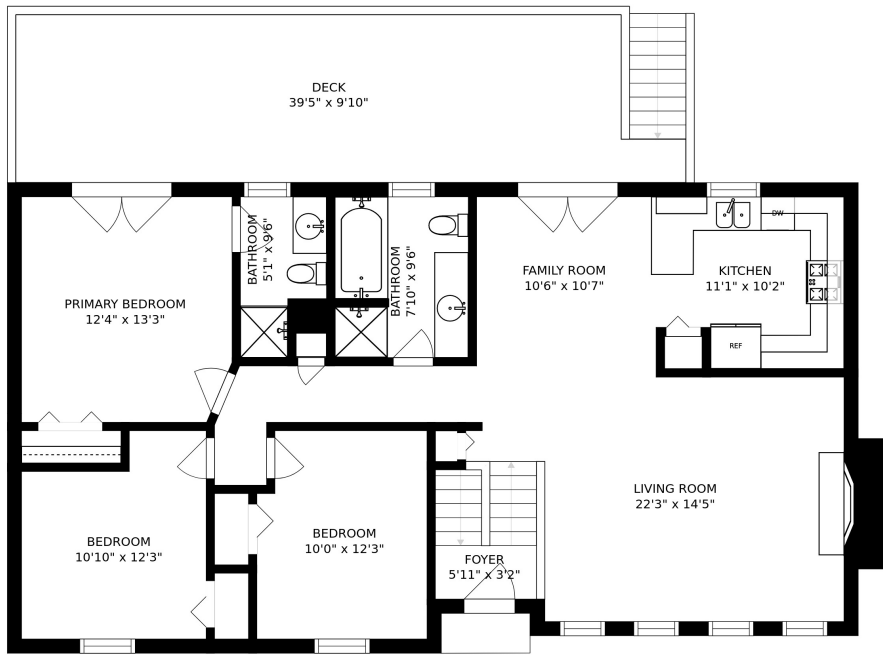 DECK
39'5" x 9'10"
BATHROOM
5'1" x 9'6"
BATHROOM
7'10" x 9'6"
DW
FAMILY ROOM
10'6" x 10'7"
KITCHEN
11'1" x 10'2"
PRIMARY BEDROOM
12'4" x 13'3"
REF
LIVING ROOM
22'3" x 14'5"
BEDROOM
10'10" x 12'3"
BEDROOM
10'0" x 12'3"
FOYER
5'11" x 3'2"